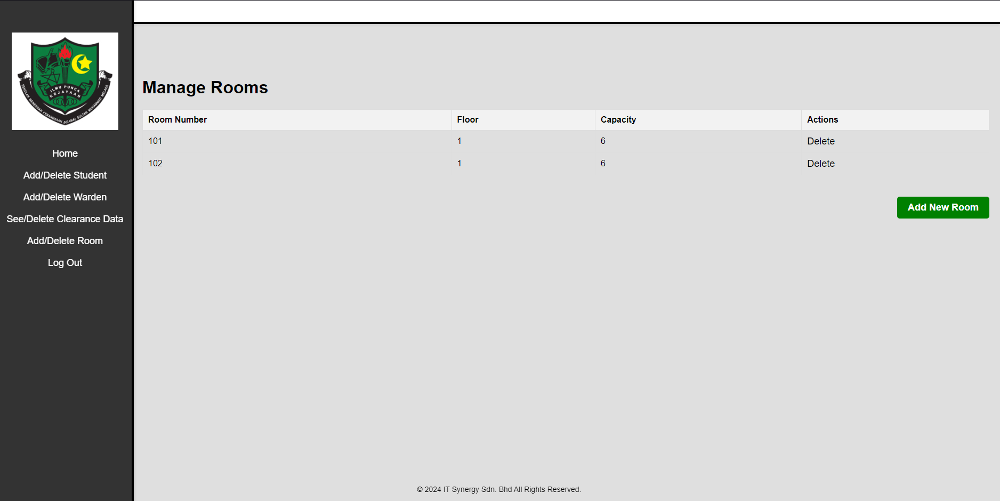 ILMU PUNCA
KEJAYAAN
SEKOLAH MENENGAH KEBANGSAAN (AGAMA) SULTAN MUHAMMAD MELAKA
Home
Add/Delete Student
Add/Delete Warden
See/Delete Clearance Data
Add/Delete Room
Log Out
Manage Rooms
Room Number Floor Capacity Actions
101 1 6 Delete
102 1 6 Delete
Add New Room
© 2024 IT Synergy Sdn. Bhd All Rights Reserved.